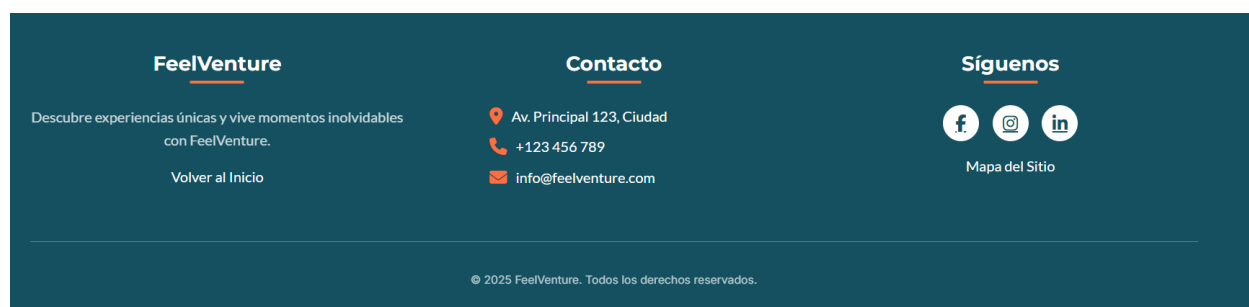 FeelVenture
Descubre experiencias únicas y vive momentos inolvidables
con FeelVenture.
Volver al Inicio
Contacto
Av. Principal 123, Ciudad
+123 456 789
info@feelventure.com
Síguenos
Mapa del Sitio
© 2025 FeelVenture. Todos los derechos reservados.